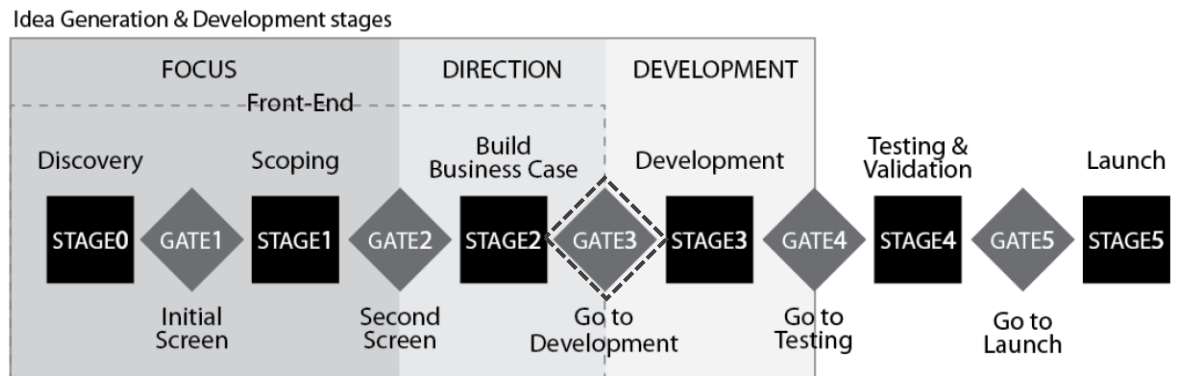 Idea Generation & Development stages
FOCUS
DIRECTION
DEVELOPMENT
Front-End
Discovery
Scoping
Build
Business Case
Development
Testing &
Validation
Launch
STAGE0
GATE1
STAGE1
GATE2
STAGE2
GATE3
STAGE3
GATE4
STAGE4
GATE5
STAGE5
Initial
Screen
Second
Screen
Go to
Development
Go to
Testing
Go to
Launch